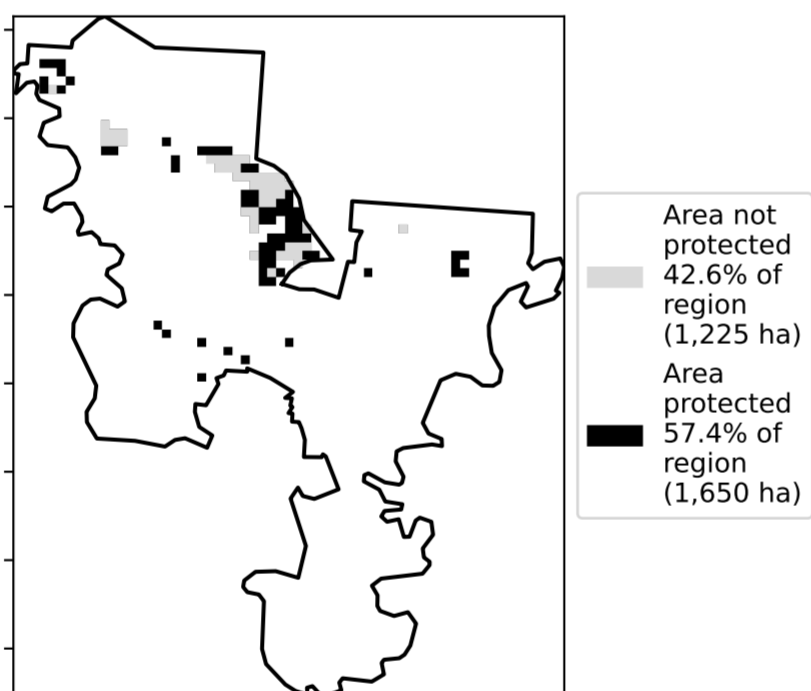 Area not
protected
42.6% of
region
(1,225 ha)
Area
protected
57.4% of
region
(1,650 ha)